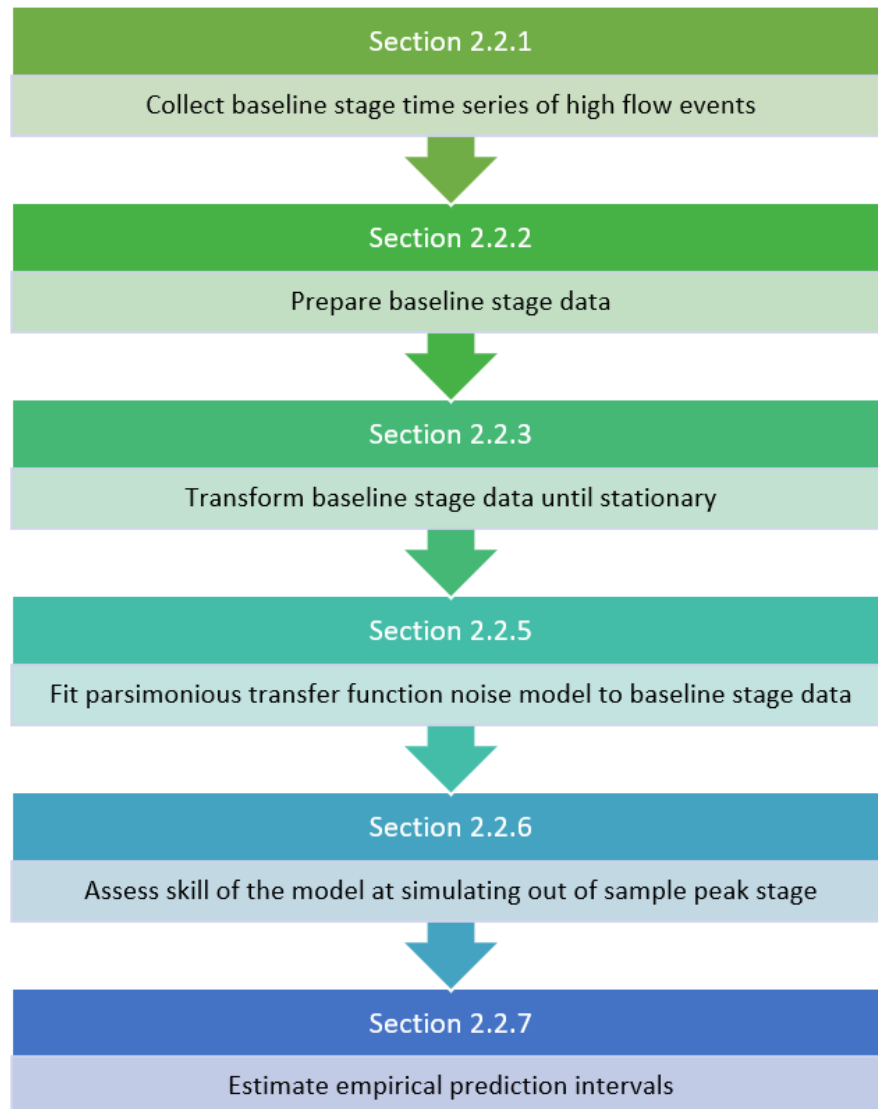 Section 2.2.1
Collect baseline stage time series of high flow events
Section 2.2.2
Prepare baseline stage data
Section 2.2.3
Transform baseline stage data until stationary
Section 2.2.5
Fit parsimonious transfer function noise model to baseline stage data
Section 2.2.6
Assess skill of the model at simulating out of sample peak stage
Section 2.2.7
Estimate empirical prediction intervals